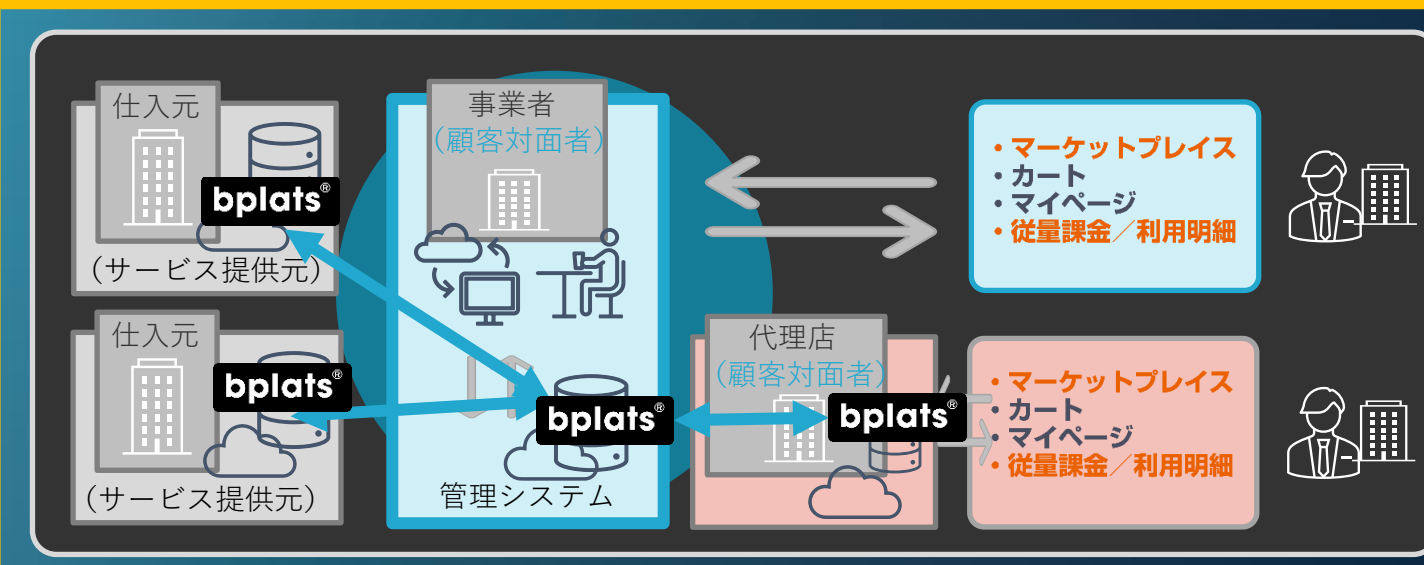 仕入元
bplats®
(サービス提供元)
仕入元
bplats®
(サービス提供元)
事業者
(顧客対面者)
bplats®
管理システム
代理店
(顧客対面者)
bplats®
・マーケットプレイス
・カート
・マイページ
・従量課金／利用明細
・マーケットプレイス
・カート
・マイページ
・従量課金／利用明細